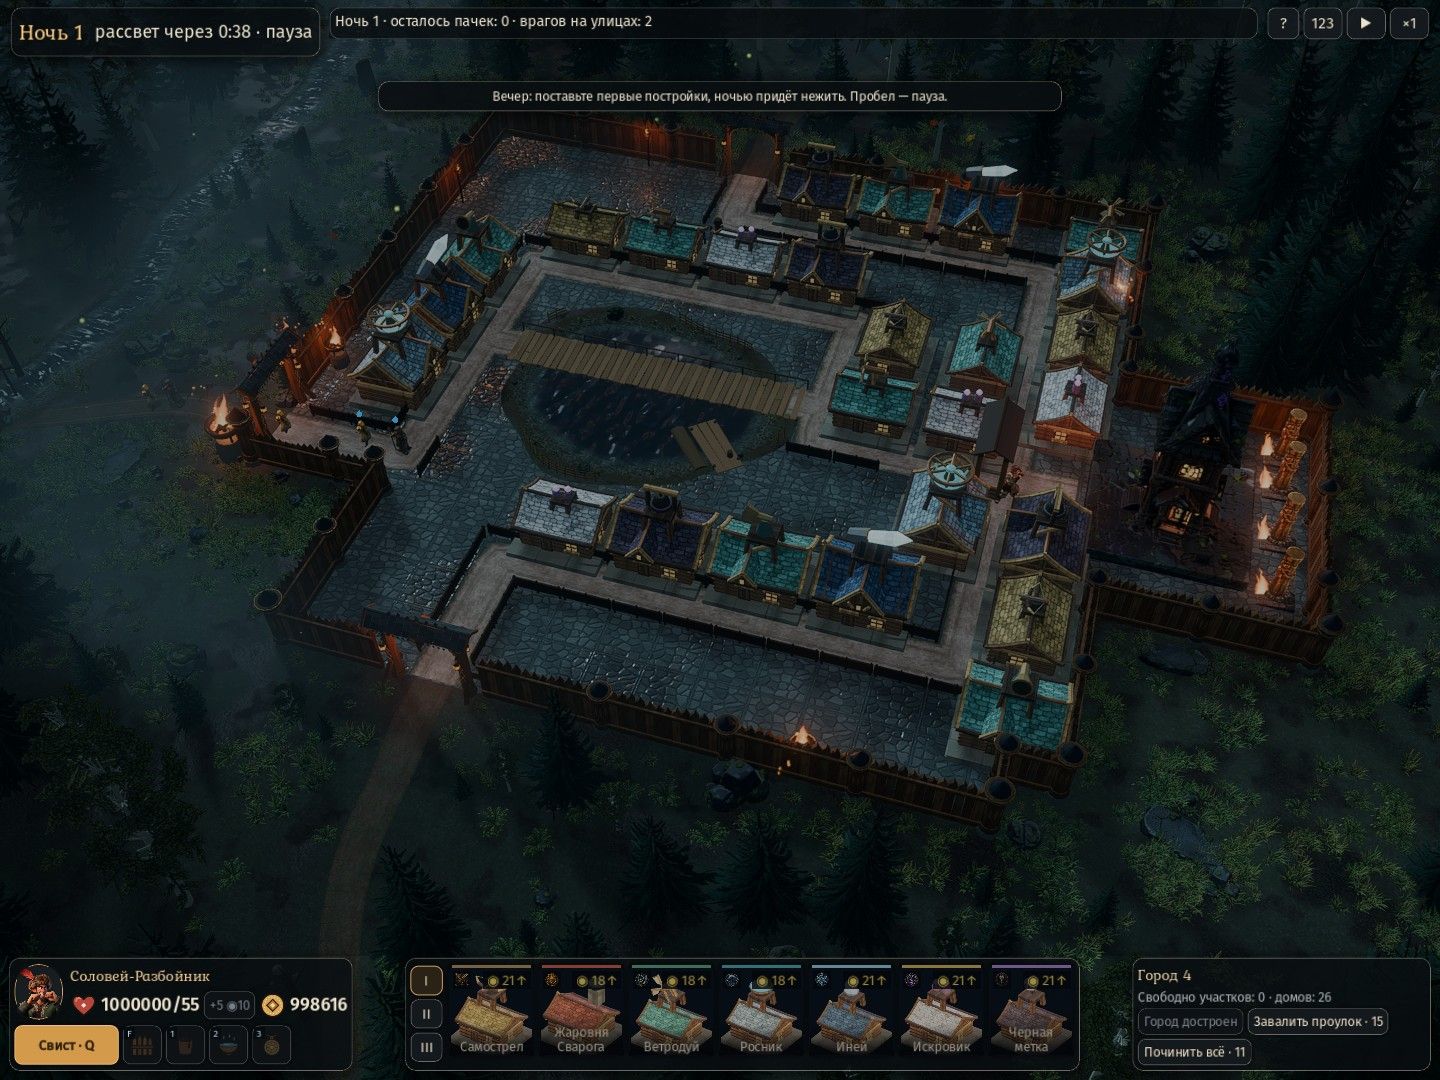 Ночь 1 рассвет через 0:38 · пауза
Ночь 1 · осталось пачек: 0 · врагов на улицах: 2
? 123 ×1
Вечер: поставьте первые постройки, ночью придёт нежить. Пробел — пауза.
Соловей-Разбойник
1000000/55 +5 10 998616
Свист · Q F 1 2 3
I
II
III
21↑ 18↑ 18↑ 18↑ 21↑ 21↑ 21↑
Самострел
Жаровня
Сварога
Ветродуй
Росник
Иней
Искровик
Черная
метка
Город 4
Свободно участков: 0 · домов: 26
Город достроен Завалить проулок · 15
Починить всё · 11